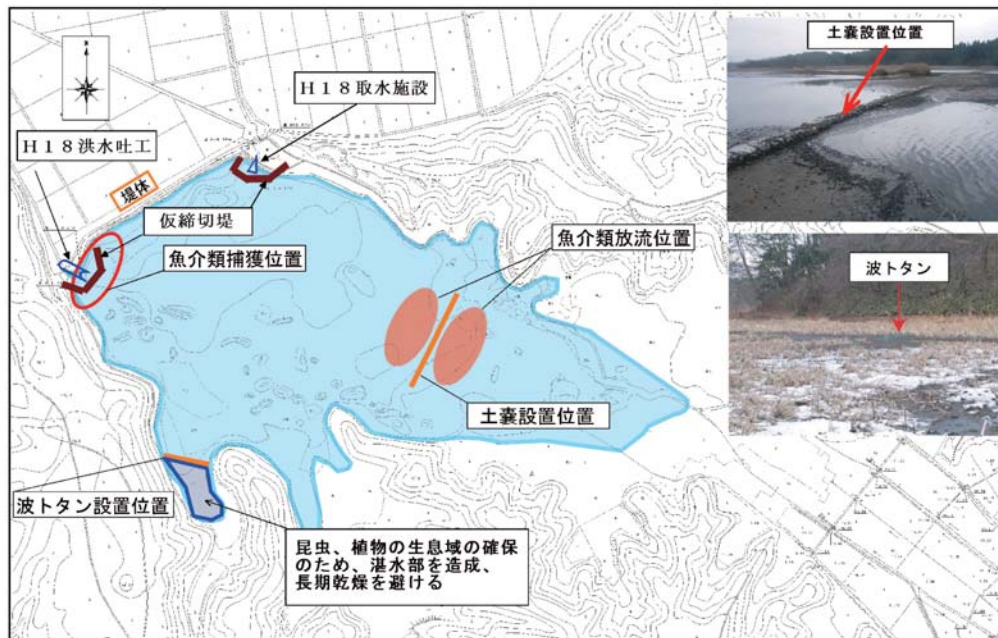 土嚢設置位置
H18取水施設
H18洪水吐工
堤体
仮締切堤
魚介類捕獲位置
魚介類放流位置
波トタン
土嚢設置位置
波トタン設置位置
昆虫、植物の生息域の確保
のため、湛水部を造成、
長期乾燥を避ける